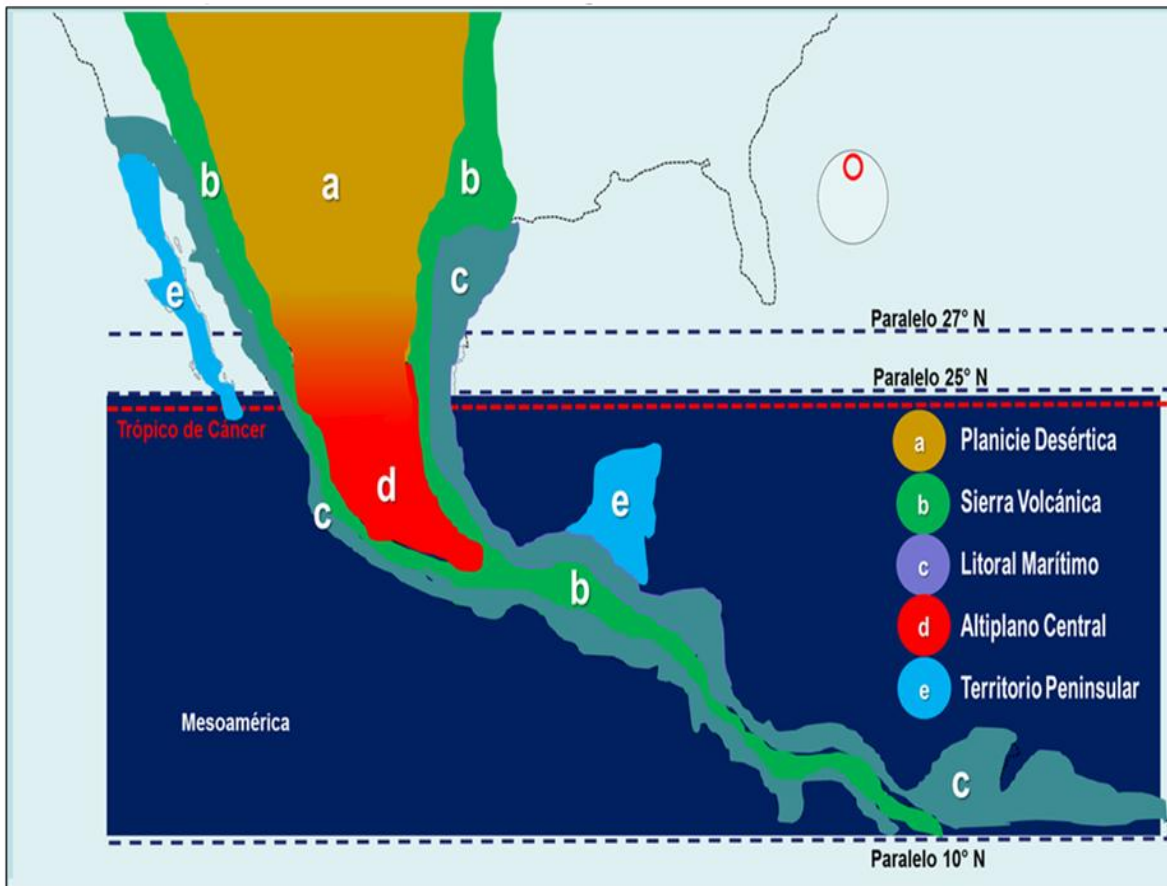 b
a
b
c
e
Paralelo 27° N
Paralelo 25° N
Trópico de Cáncer
a Planicie Desértica
d
e
c
b Sierra Volcánica
b
c Litoral Marítimo
d Altiplano Central
e Territorio Peninsular
Mesoamérica
c
Paralelo 10° N